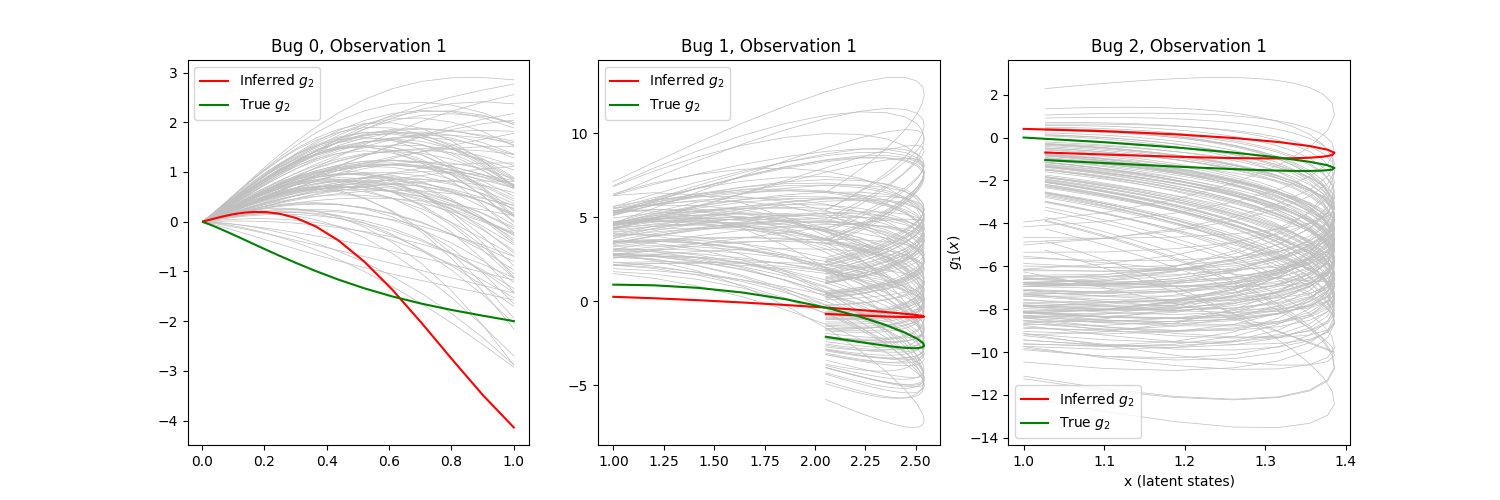 Bug 0, Observation 1
Inferred g₂
True g₂
3
2
1
0
−1
−2
−3
−4
0.0 0.2 0.4 0.6 0.8 1.0
Bug 1, Observation 1
Inferred g₂
True g₂
10
5
0
−5
1.00 1.25 1.50 1.75 2.00 2.25 2.50
Bug 2, Observation 1
g₁(x)
2
0
−2
−4
−6
−8
−10
−12
−14
Inferred g₂
True g₂
1.0 1.1 1.2 1.3 1.4
x (latent states)